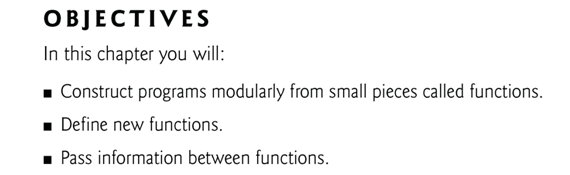 OBJECTIVES
In this chapter you will:
■ Construct programs modularly from small pieces called functions.
■ Define new functions.
■ Pass information between functions.